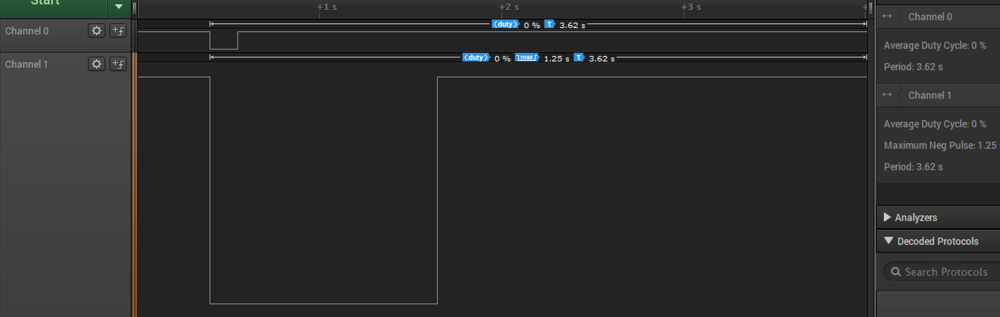 Start
+1 s +2 s +3 s +
Channel 0
⟨duty⟩ 0 % τ 3.62 s
Channel 1
⟨duty⟩ 0 % max 1.25 s τ 3.62 s
Channel 0
Average Duty Cycle: 0 %
Period: 3.62 s
Channel 1
Average Duty Cycle: 0 %
Maximum Neg Pulse: 1.25
Period: 3.62 s
Analyzers
Decoded Protocols
Search Protocols